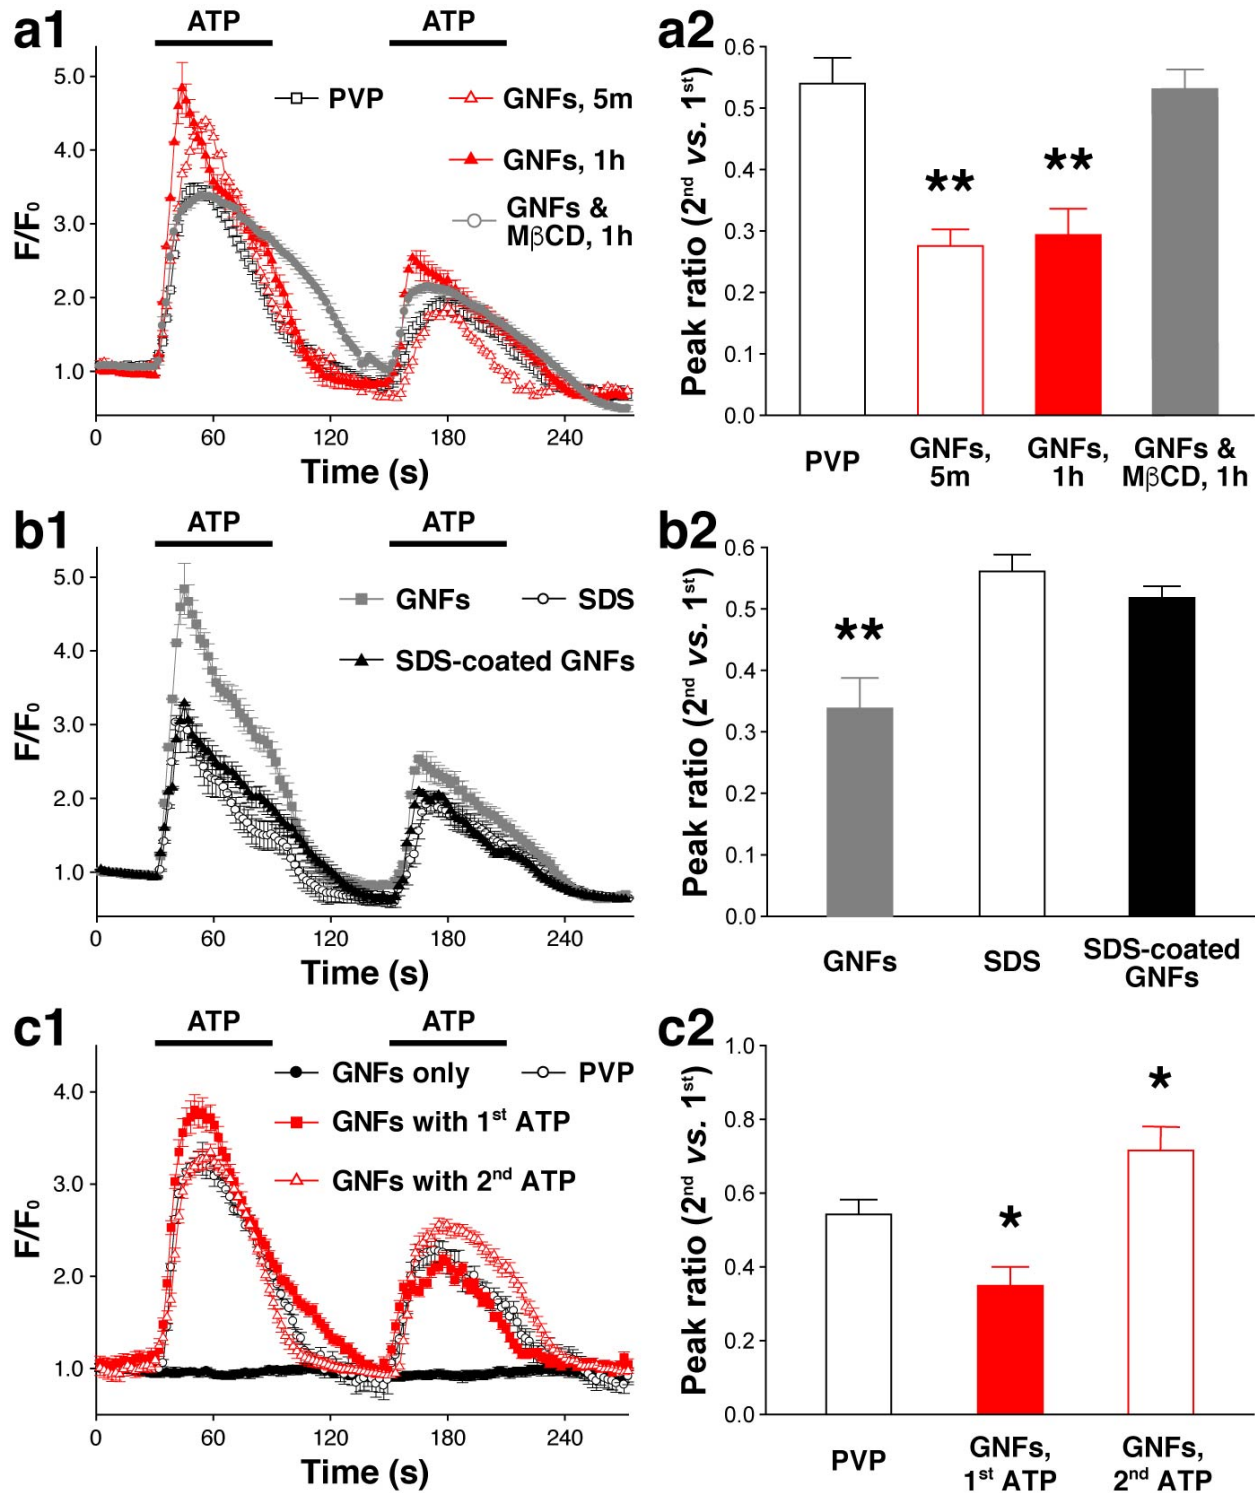 a1
ATP ATP
PVP
GNFs, 5m
GNFs, 1h
GNFs &
MβCD, 1h
F/F0
5.0
4.0
3.0
2.0
1.0
0 60 120 180 240
Time (s)
a2
Peak ratio (2nd vs. 1st)
0.6
0.5
0.4
0.3
0.2
0.1
0.0
** **
PVP
GNFs,
5m
GNFs,
1h
GNFs &
MβCD, 1h
b1
ATP ATP
GNFs SDS
SDS-coated GNFs
F/F0
5.0
4.0
3.0
2.0
1.0
0 60 120 180 240
Time (s)
b2
Peak ratio (2nd vs. 1st)
0.6
0.5
0.4
0.3
0.2
0.1
0.0
**
GNFs
SDS
SDS-coated
GNFs
c1
ATP ATP
GNFs only PVP
GNFs with 1st ATP
GNFs with 2nd ATP
F/F0
4.0
3.0
2.0
1.0
0 60 120 180 240
Time (s)
c2
Peak ratio (2nd vs. 1st)
1.0
0.8
0.6
0.4
0.2
0.0
* *
PVP
GNFs,
1st ATP
GNFs,
2nd ATP